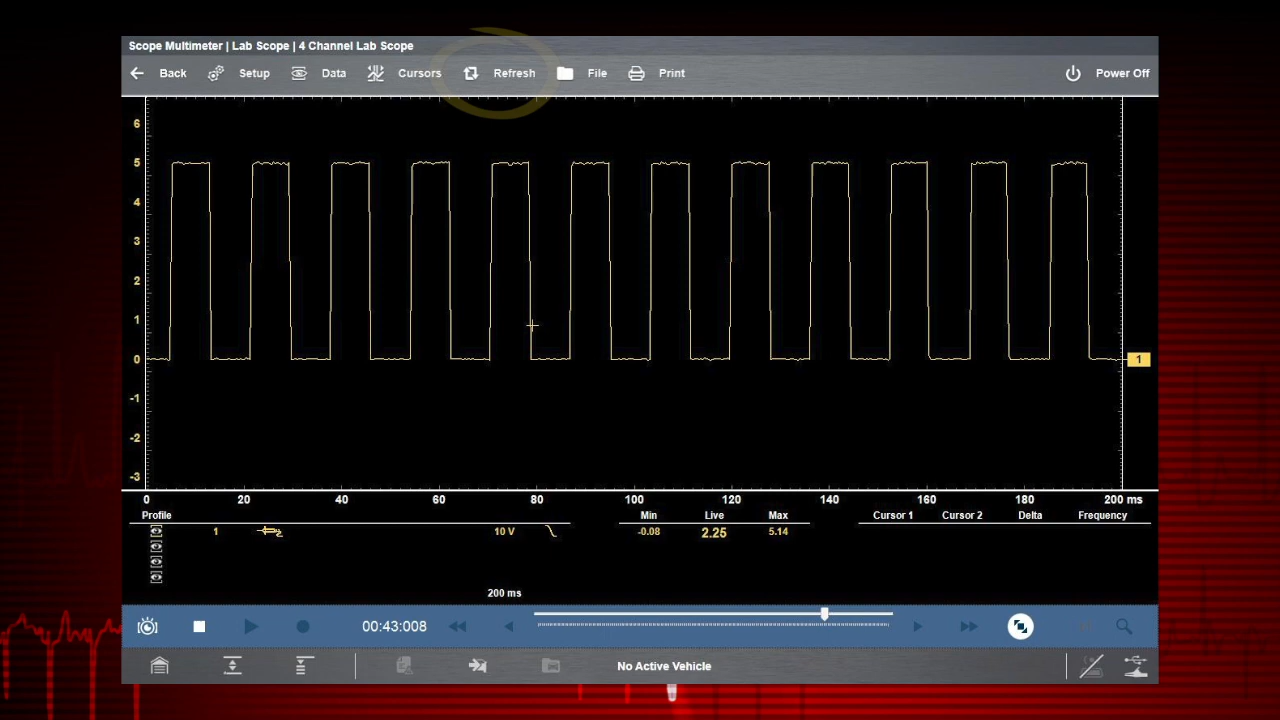 Scope Multimeter | Lab Scope | 4 Channel Lab Scope
Back Setup Data Cursors Refresh File Print Power Off
6
5
4
3
2
1
0
-1
-2
-3
1
0 20 40 60 80 100 120 140 160 180 200 ms
Profile Min Live Max Cursor 1 Cursor 2 Delta Frequency
1 10 V -0.08 2.25 5.14
200 ms
00:43:008
No Active Vehicle